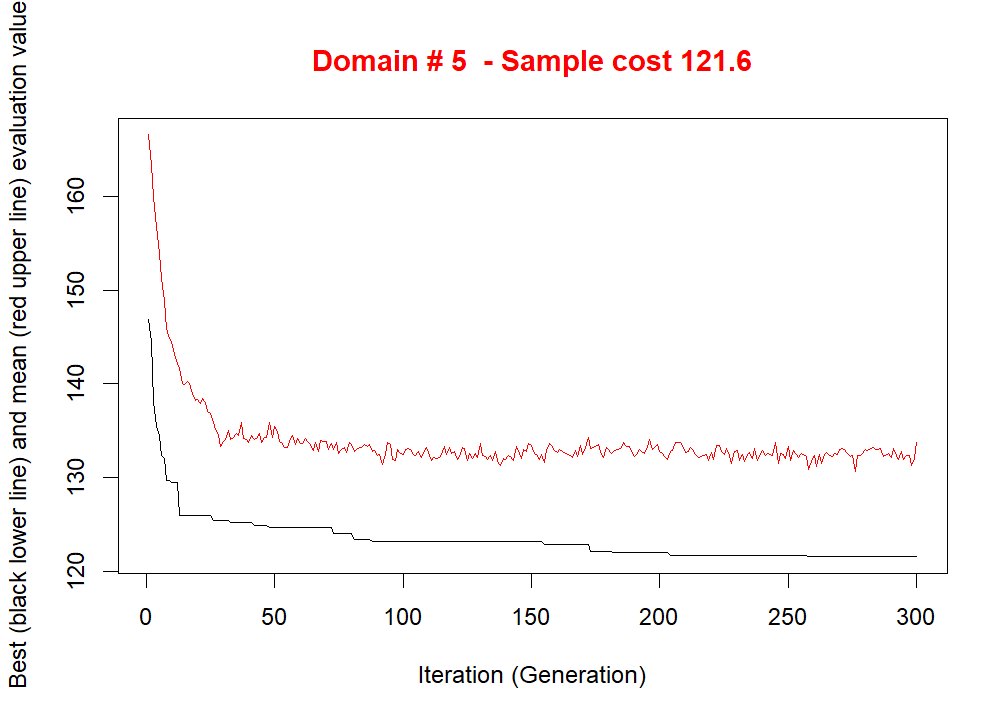 Domain # 5  - Sample cost 121.6
Best (black lower line) and mean (red upper line) evaluation value
160
150
140
130
120
0 50 100 150 200 250 300
Iteration (Generation)